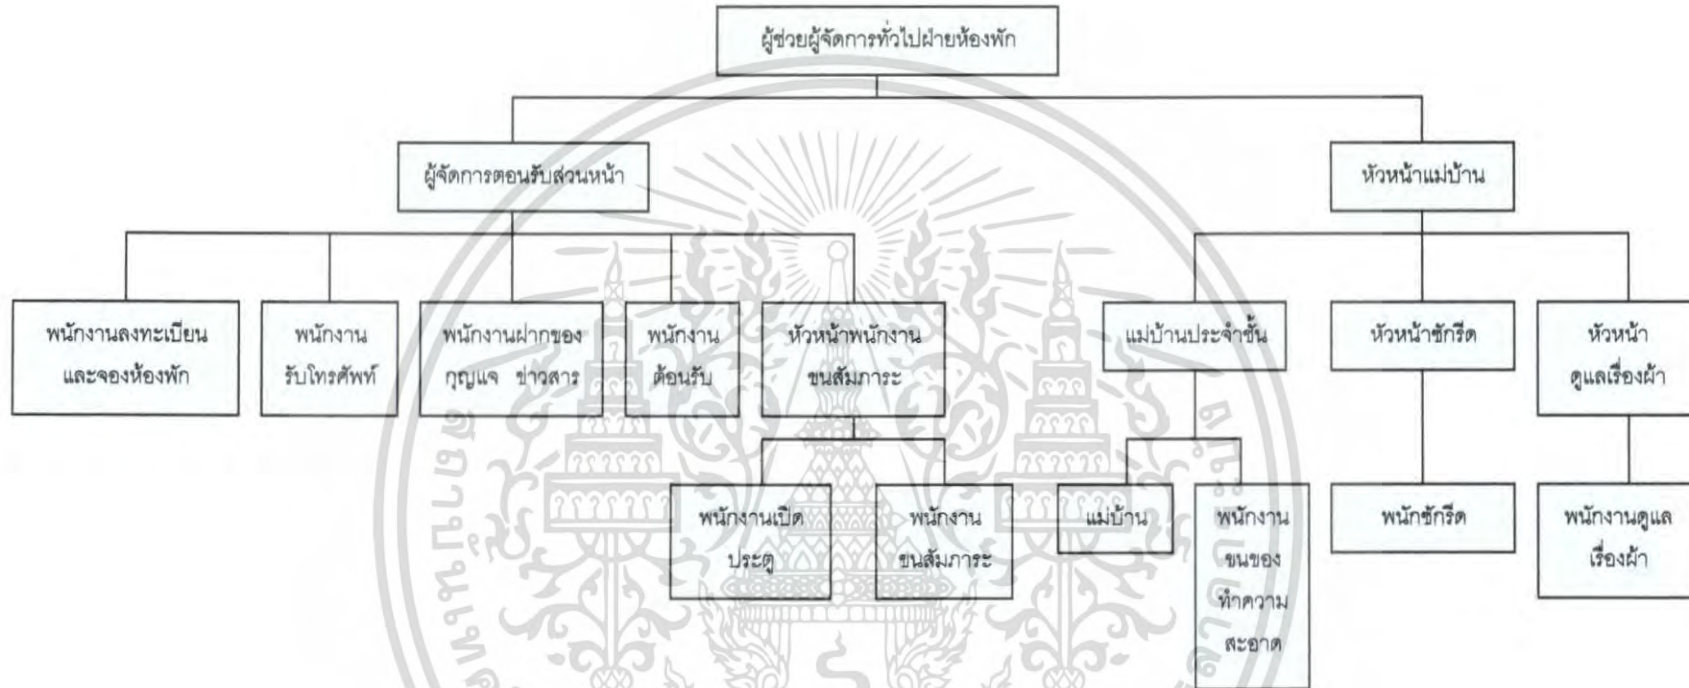 ผู้ช่วยผู้จัดการทั่วไปฝ่ายห้องพัก
ผู้จัดการตอนรับส่วนหน้า
หัวหน้าแม่บ้าน
พนักงานลงทะเบียน
และจองห้องพัก
พนักงาน
รับโทรศัพท์
พนักงานฝากของ
กุญแจ ข่าวสาร
พนักงาน
ต้อนรับ
หัวหน้าพนักงาน
ขนสัมภาระ
แม่บ้านประจำชั้น
หัวหน้าซักรีด
หัวหน้า
ดูแลเรื่องผ้า
พนักงานเปิด
ประตู
พนักงาน
ขนสัมภาระ
แม่บ้าน
พนักงาน
ขนของ
ทำความ
สะอาด
พนักซักรีด
พนักงานดูแล
เรื่องผ้า